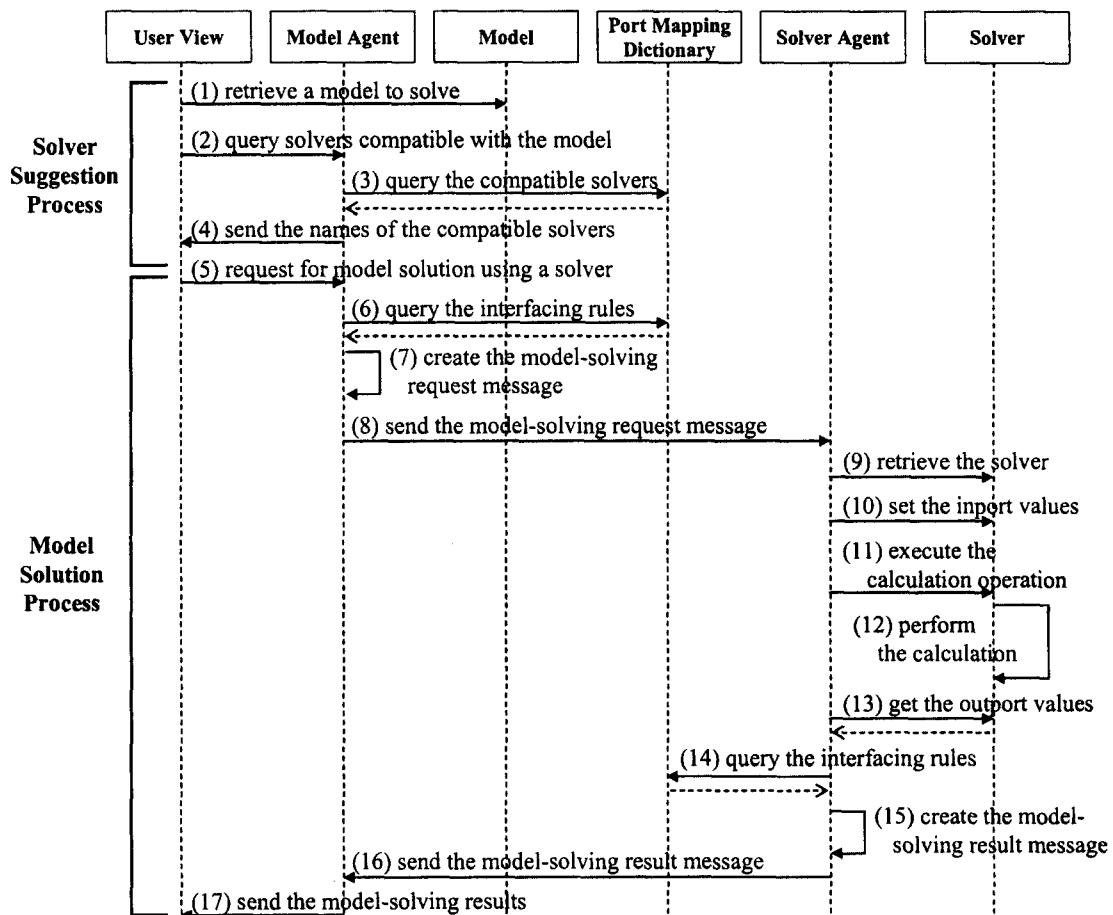 User View
Model Agent
Model
Port Mapping
Dictionary
Solver Agent
Solver
Solver
Suggestion
Process
(1) retrieve a model to solve
(2) query solvers compatible with the model
(3) query the compatible solvers
(4) send the names of the compatible solvers
Model
Solution
Process
(5) request for model solution using a solver
(6) query the interfacing rules
(7) create the model-solving
request message
(8) send the model-solving request message
(9) retrieve the solver
(10) set the inport values
(11) execute the
calculation operation
(12) perform
the calculation
(13) get the outport values
(14) query the interfacing rules
(15) create the model-
solving result message
(16) send the model-solving result message
(17) send the model-solving results